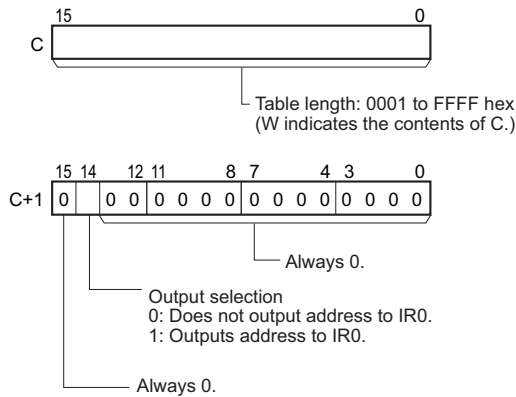 15 0
C
Table length: 0001 to FFFF hex
(W indicates the contents of C.)
15 14 12 11 8 7 4 3 0
C+1 0 0 0 0 0 0 0 0 0 0 0 0 0 0 0
Always 0.
Output selection
0: Does not output address to IR0.
1: Outputs address to IR0.
Always 0.